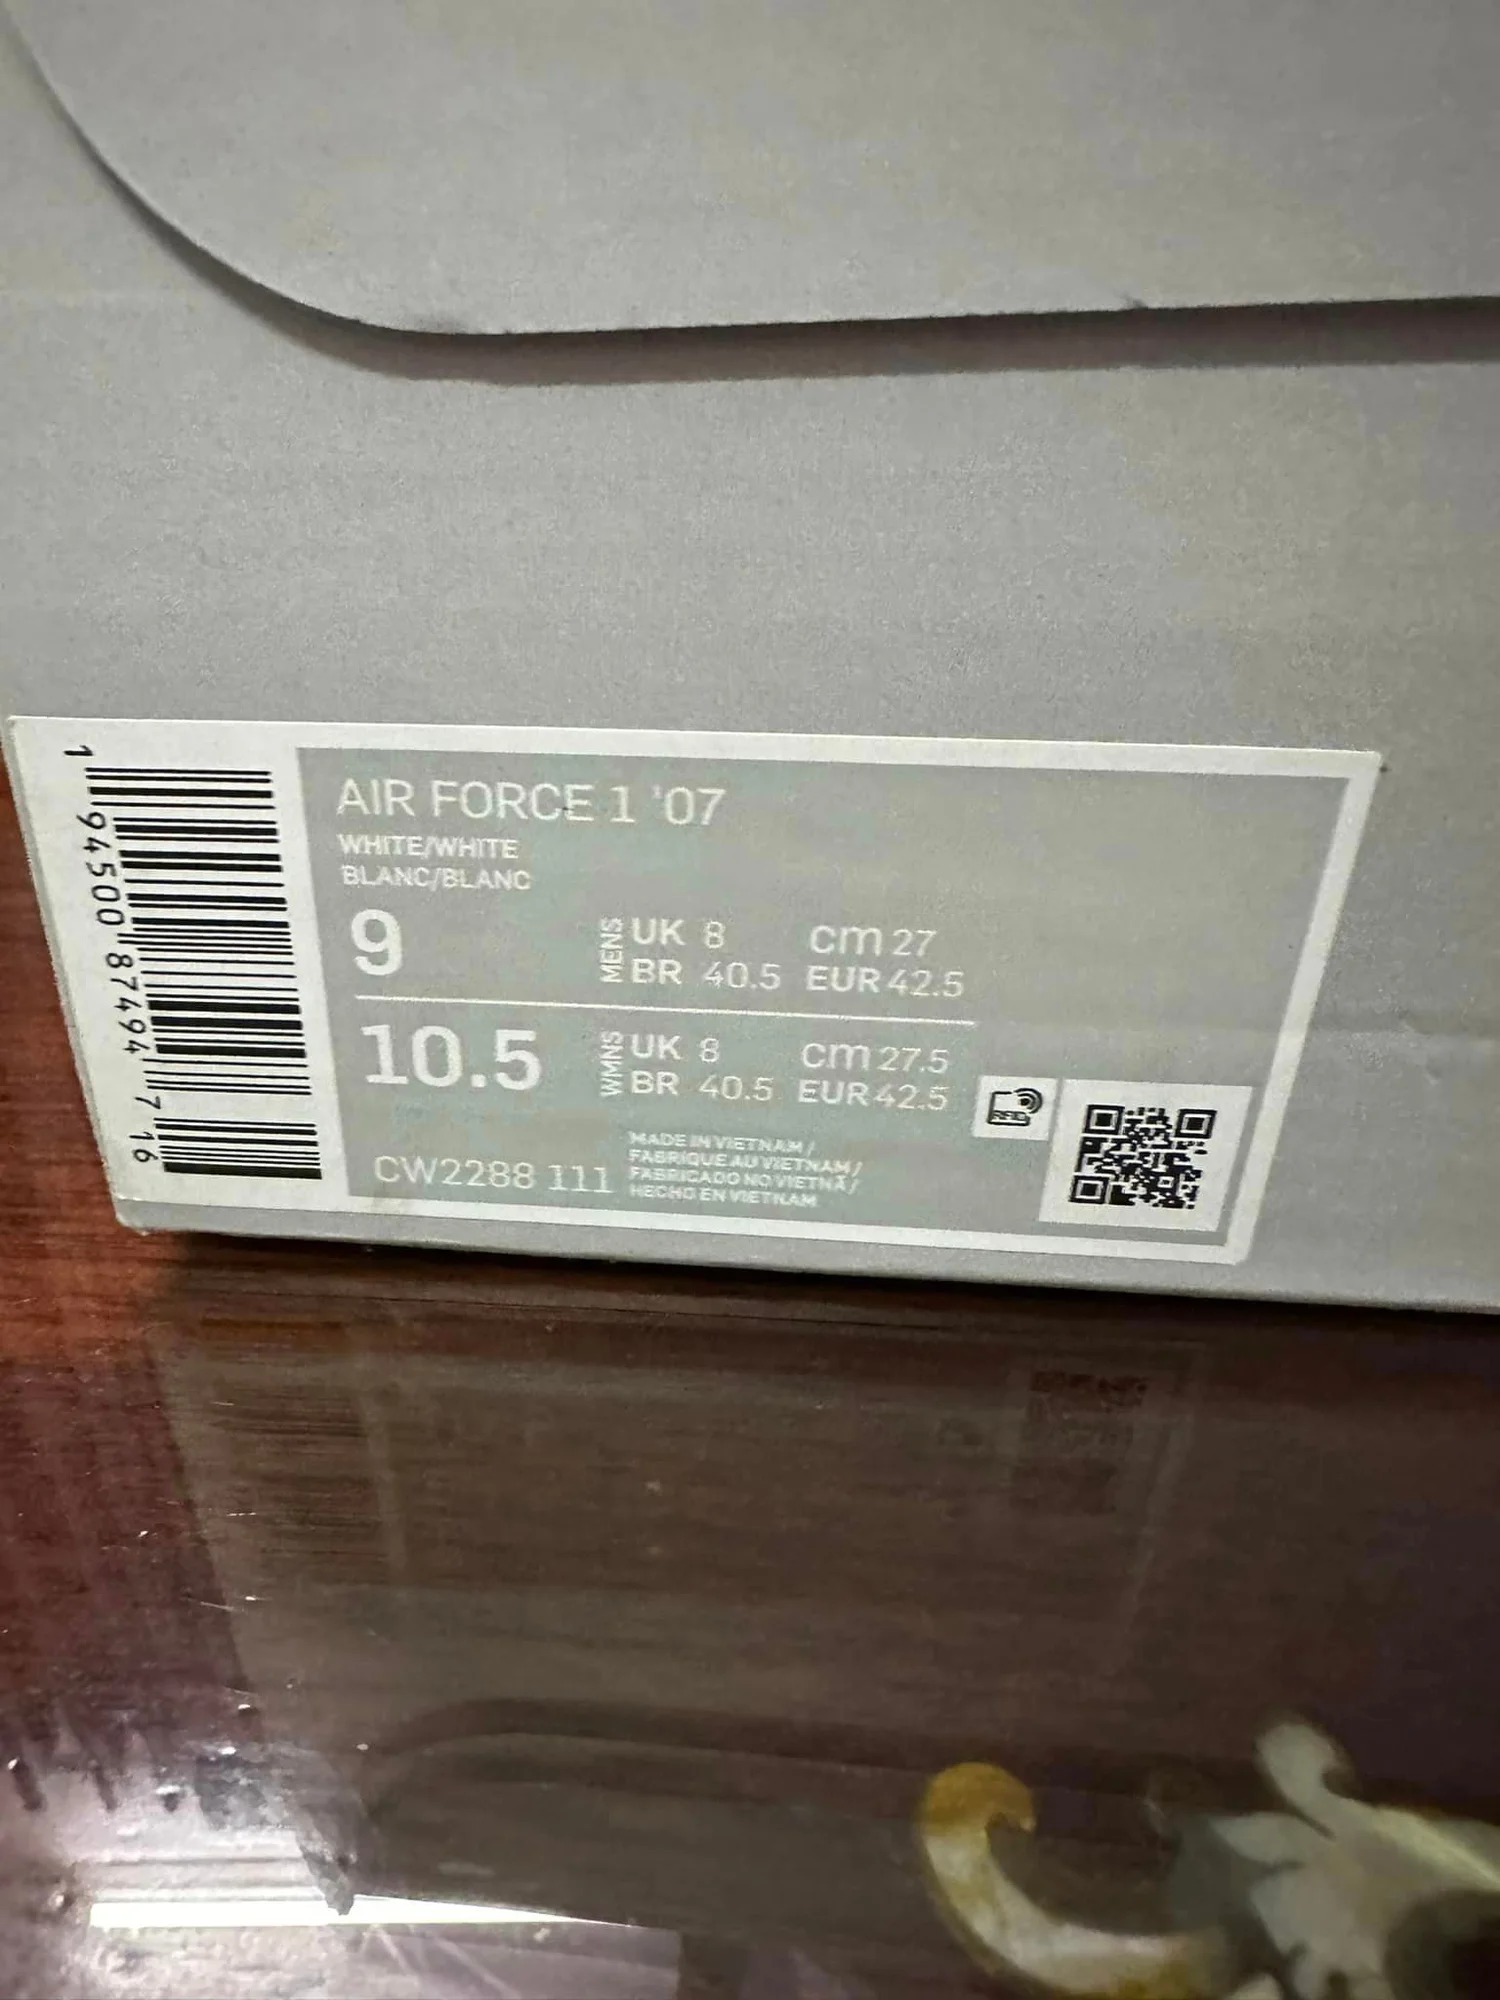 AIR FORCE 1 '07
WHITE/WHITE
BLANC/BLANC
9 MENS UK 8 cm 27
BR 40.5 EUR 42.5
10.5 WMNS UK 8 cm 27.5
BR 40.5 EUR 42.5
CW2288 111
MADE IN VIETNAM /
FABRIQUE AU VIETNAM /
FABRICADO NO VIETNÃ /
HECHO EN VIETNAM
RFID
1 94500 87494 7 16